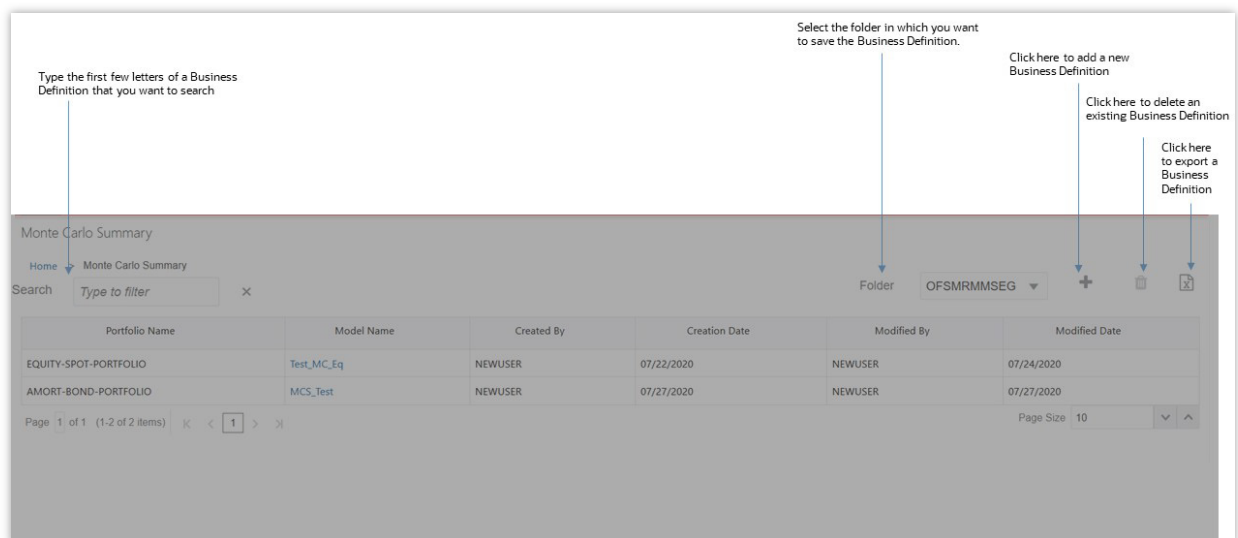 Select the folder in which you want
to save the Business Definition.
Click here to add a new
Business Definition
Type the first few letters of a Business
Definition that you want to search
Click here to delete an
existing Business Definition
Click here
to export a
Business
Definition
Monte Carlo Summary
Home > Monte Carlo Summary
Search Type to filter × Folder OFSMRMMSEG
Portfolio Name Model Name Created By Creation Date Modified By Modified Date
EQUITY-SPOT-PORTFOLIO Test_MC_Eq NEWUSER 07/22/2020 NEWUSER 07/24/2020
AMORT-BOND-PORTFOLIO MCS_Test NEWUSER 07/27/2020 NEWUSER 07/27/2020
Page 1 of 1 (1-2 of 2 items) 1 Page Size 10